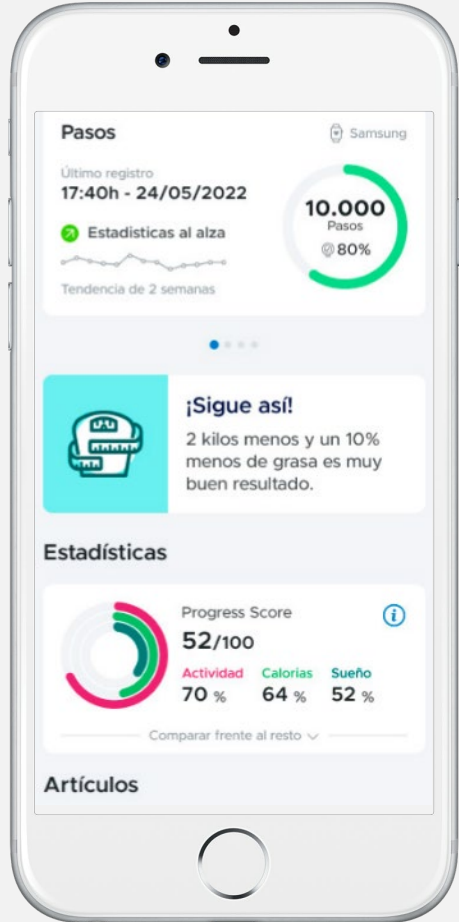 Pasos
Samsung
Último registro
17:40h - 24/05/2022
Estadisticas al alza
Tendencia de 2 semanas
10.000
Pasos
80%
¡Sigue así!
2 kilos menos y un 10%
menos de grasa es muy
buen resultado.
Estadísticas
Progress Score
52/100
Actividad Calorias Sueño
70 % 64 % 52 %
Comparar frente al resto
Artículos